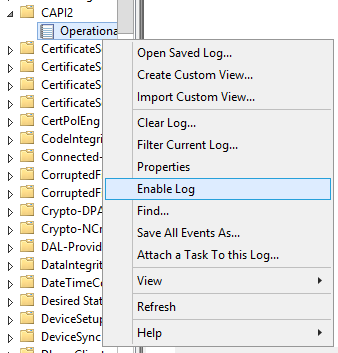 CAPI2
Operationa
Open Saved Log...
CertificateS
Create Custom View...
CertificateS
Import Custom View...
CertificateS
CertificateS
Clear Log...
CertPolEng
Filter Current Log...
CodeIntegri
Connected-
Properties
CorruptedF
Enable Log
CorruptedF
Find...
Crypto-DPA
Crypto-NCr
Save All Events As...
DAL-Provid
Attach a Task To this Log...
DataIntegrit
View
DateTimeCo
Desired Stat
Refresh
DeviceSetu
DeviceSync
Help